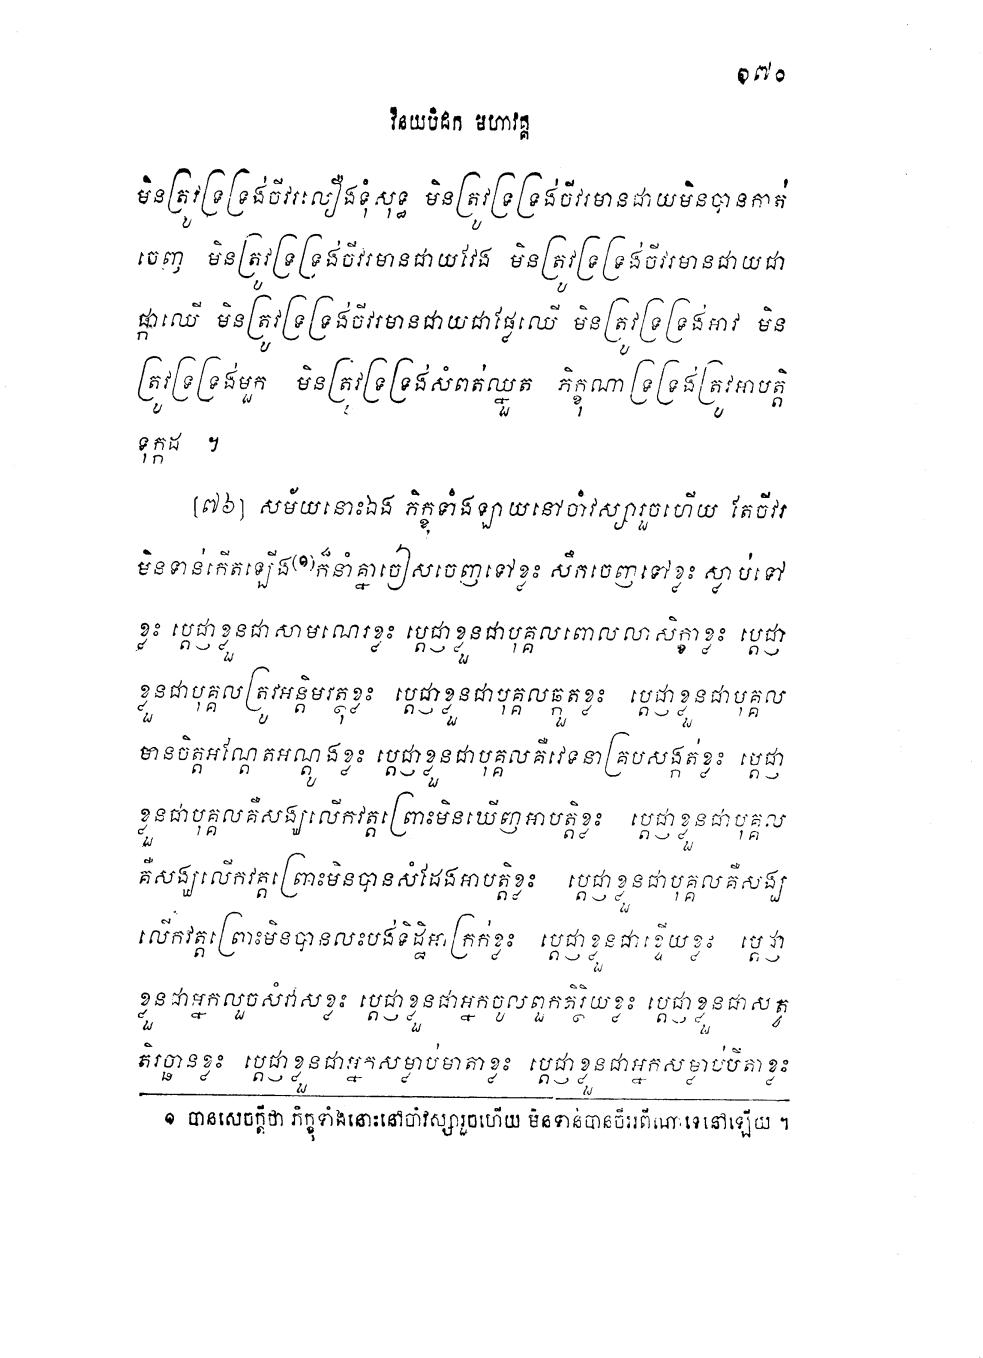 ១៧០
វិនយបិដក មហាវគ្គ
មិនត្រូវទ្រទ្រង់ចីវរលឿងទុំសុទ្ធ មិនត្រូវទ្រទ្រង់ចីវរមានជាយមិនបានកាត់
ចេញ មិនត្រូវទ្រទ្រង់ចីវរមានជាយវែង មិនត្រូវទ្រទ្រង់ចីវរមានជាយជា
ផ្កាឈើ មិនត្រូវទ្រទ្រង់ចីវរមានជាយជាផ្លែឈើ មិនត្រូវទ្រទ្រង់អាវ មិន
ត្រូវទ្រទ្រង់មួក មិនត្រូវទ្រទ្រង់សំពត់ឈ្នួត ភិក្ខុណាទ្រទ្រង់ត្រូវអាបត្តិ
ទុក្កដ ។
[៧៦] សម័យនោះឯង ភិក្ខុទាំងឡាយនៅចាំវស្សារួចហើយ តែចីវរ
មិនទាន់កើតឡើង(១)ក៏នាំគ្នាចៀសចេញទៅខ្លះ សឹកចេញទៅខ្លះ ស្លាប់ទៅ
ខ្លះ ប្តេជ្ញាខ្លួនជាសាមណេរខ្លះ ប្តេជ្ញាខ្លួនជាបុគ្គលពោលលាសិក្ខាខ្លះ ប្តេជ្ញា
ខ្លួនជាបុគ្គលត្រូវអន្តិមវត្ថុខ្លះ ប្តេជ្ញាខ្លួនជាបុគ្គលឆ្កួតខ្លះ ប្តេជ្ញាខ្លួនជាបុគ្គល
មានចិត្តអណ្តែតអណ្តូងខ្លះ ប្តេជ្ញាខ្លួនជាបុគ្គលគឺវេទនាគ្របសង្កត់ខ្លះ ប្តេជ្ញា
ខ្លួនជាបុគ្គលគឺសង្ឃលើកវត្តព្រោះមិនឃើញអាបត្តិខ្លះ ប្តេជ្ញាខ្លួនជាបុគ្គល
គឺសង្ឃលើកវត្តព្រោះមិនបានសំដែងអាបត្តិខ្លះ ប្តេជ្ញាខ្លួនជាបុគ្គលគឺសង្ឃ
លើកវត្តព្រោះមិនបានលះបង់ទិដ្ឋិអាក្រក់ខ្លះ ប្តេជ្ញាខ្លួនជាខ្ទើយខ្លះ ប្តេជ្ញា
ខ្លួនជាអ្នកលួចសំវាសខ្លះ ប្តេជ្ញាខ្លួនជាអ្នកចូលពួកតិរ្ថិយខ្លះ ប្តេជ្ញាខ្លួនជាសត្វ
តិរច្ឆានខ្លះ ប្តេជ្ញាខ្លួនជាអ្នកសម្លាប់មាតាខ្លះ ប្តេជ្ញាខ្លួនជាអ្នកសម្លាប់បិតាខ្លះ
១ បានសេចក្តីថា ភិក្ខុទាំងនោះនៅចាំវស្សារួចហើយ មិនទាន់បានចីវរពីណាទេនៅឡើយ ។